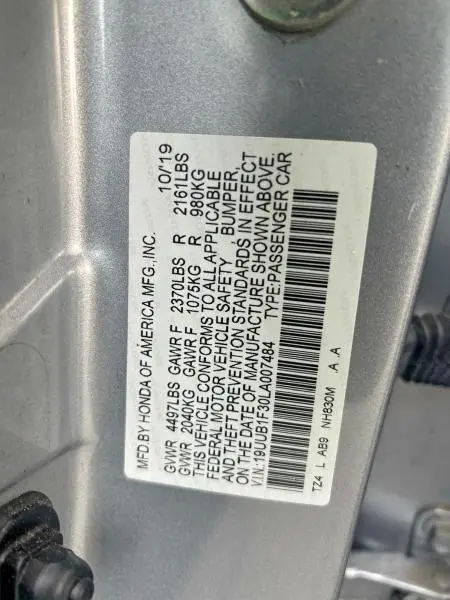 MFD.BY HONDA OF AMERICA MFG.,INC. 10/'19
GVWR 4497LBS GAWR F 2370LBS R 2161LBS
GVWR 2040KG GAWR F 1075KG R 980KG
THIS VEHICLE CONFORMS TO ALL APPLICABLE
FEDERAL MOTOR VEHICLE SAFETY , BUMPER,
AND THEFT PREVENTION STANDARDS IN EFFECT
ON THE DATE OF MANUFACTURE SHOWN ABOVE.
V.I.N.:19UUB1F30LA007484 TYPE:PASSENGER CAR
TZ4 L AB9 NH830M .A .A